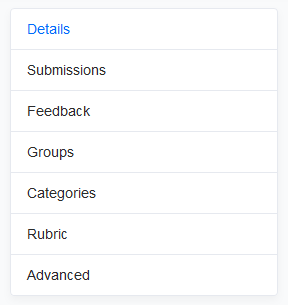 Details
Submissions
Feedback
Groups
Categories
Rubric
Advanced